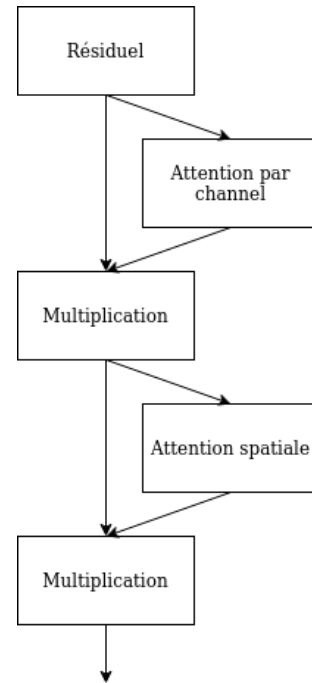 Résiduel
Attention par
channel
Multiplication
Attention spatiale
Multiplication